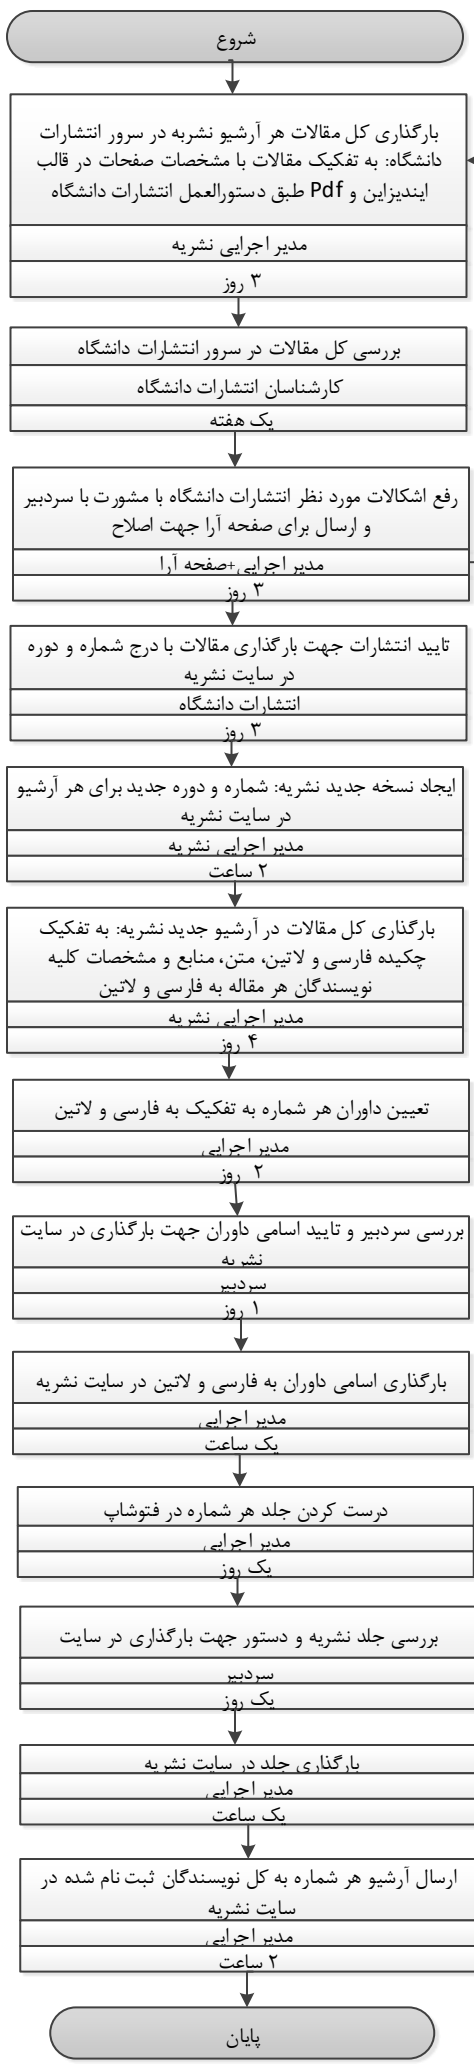 شروع
بارگذاری کل مقالات هر آرشیو نشریه در سرور انتشارات
دانشگاه: به تفکیک مقالات با مشخصات صفحات در قالب
ایندیزاین و Pdf طبق دستورالعمل انتشارات دانشگاه
مدیر اجرایی نشریه
۳ روز
بررسی کل مقالات در سرور انتشارات دانشگاه
کارشناسان انتشارات دانشگاه
یک هفته
رفع اشکالات مورد نظر انتشارات دانشگاه با مشورت با سردبیر
و ارسال برای صفحه آرا جهت اصلاح
مدیر اجرایی+صفحه آرا
۳ روز
تایید انتشارات جهت بارگذاری مقالات با درج شماره و دوره
در سایت نشریه
انتشارات دانشگاه
۳ روز
ایجاد نسخه جدید نشریه: شماره و دوره جدید برای هر آرشیو
در سایت نشریه
مدیر اجرایی نشریه
۲ ساعت
بارگذاری کل مقالات در آرشیو جدید نشریه: به تفکیک
چکیده فارسی و لاتین، متن، منابع و مشخصات کلیه
نویسندگان هر مقاله به فارسی و لاتین
مدیر اجرایی نشریه
۴ روز
تعیین داوران هر شماره به تفکیک به فارسی و لاتین
مدیر اجرایی
۲ روز
بررسی سردبیر و تایید اسامی داوران جهت بارگذاری در سایت
نشریه
سردبیر
۱ روز
بارگذاری اسامی داوران به فارسی و لاتین در سایت نشریه
مدیر اجرایی
یک ساعت
درست کردن جلد هر شماره در فتوشاپ
مدیر اجرایی
یک روز
بررسی جلد نشریه و دستور جهت بارگذاری در سایت
سردبیر
یک روز
بارگذاری جلد در سایت نشریه
مدیر اجرایی
یک ساعت
ارسال آرشیو هر شماره به کل نویسندگان ثبت نام شده در
سایت نشریه
مدیر اجرایی
۲ ساعت
پایان